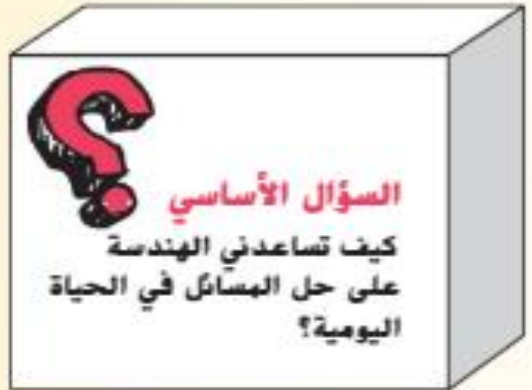 السؤال الأساسي
كيف تساعدني الهندسة
على حل المسائل في الحياة
اليومية؟